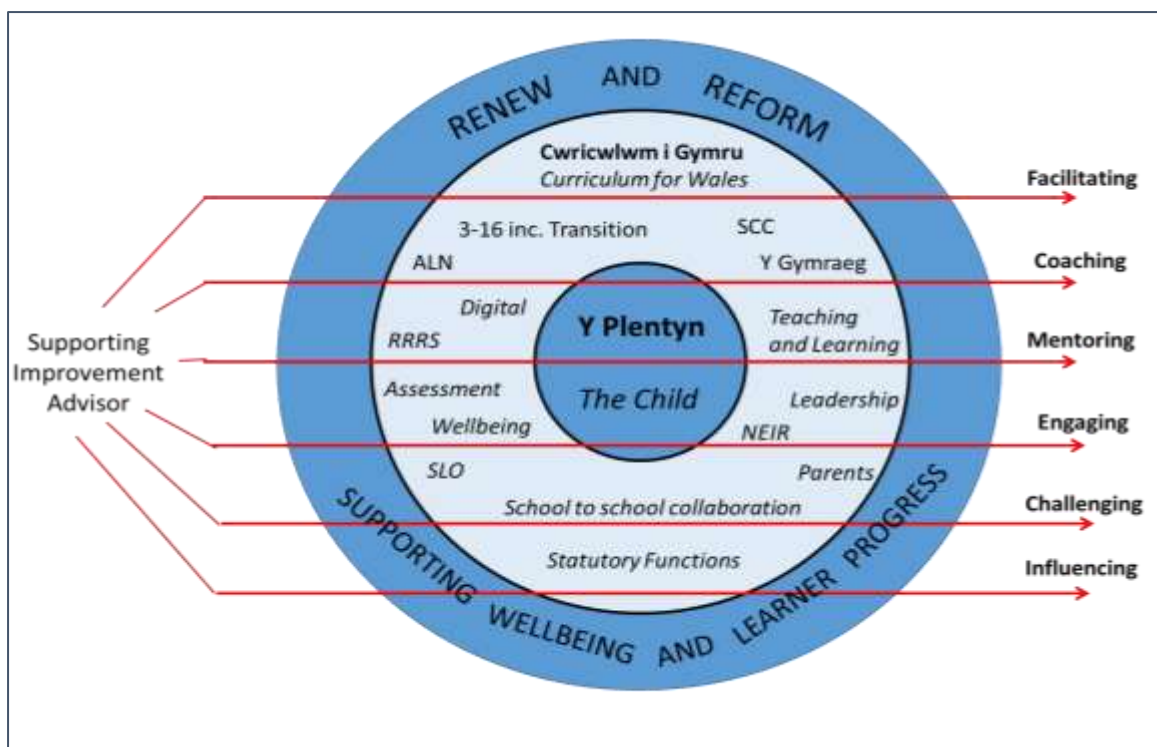 RENEW AND REFORM
Cwricwlwm i Gymru
Curriculum for Wales
Facilitating
3-16 inc. Transition
SCC
ALN
Y Gymraeg
Coaching
Digital
Y Plentyn
Teaching
and Learning
RRRS
Mentoring
Supporting
Improvement
Advisor
Assessment
The Child
Leadership
Wellbeing
NEIR
Engaging
SLO
Parents
School to school collaboration
Challenging
Statutory Functions
Influencing
SUPPORTING WELLBEING AND LEARNER PROGRESS